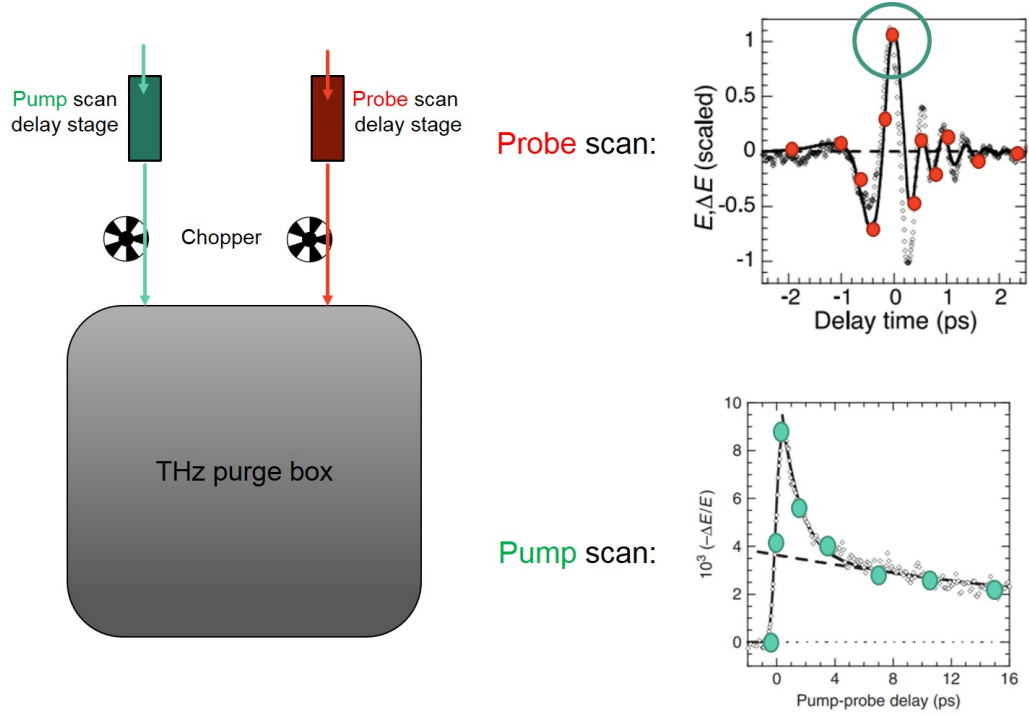 Pump scan
delay stage
Probe scan
delay stage
Chopper
THz purge box
Probe scan:
E,ΔE (scaled)
1
0.5
0
-0.5
-1
-2 -1 0 1 2
Delay time (ps)
Pump scan:
10³ (-ΔE/E)
10
8
6
4
2
0
0 4 8 12 16
Pump-probe delay (ps)